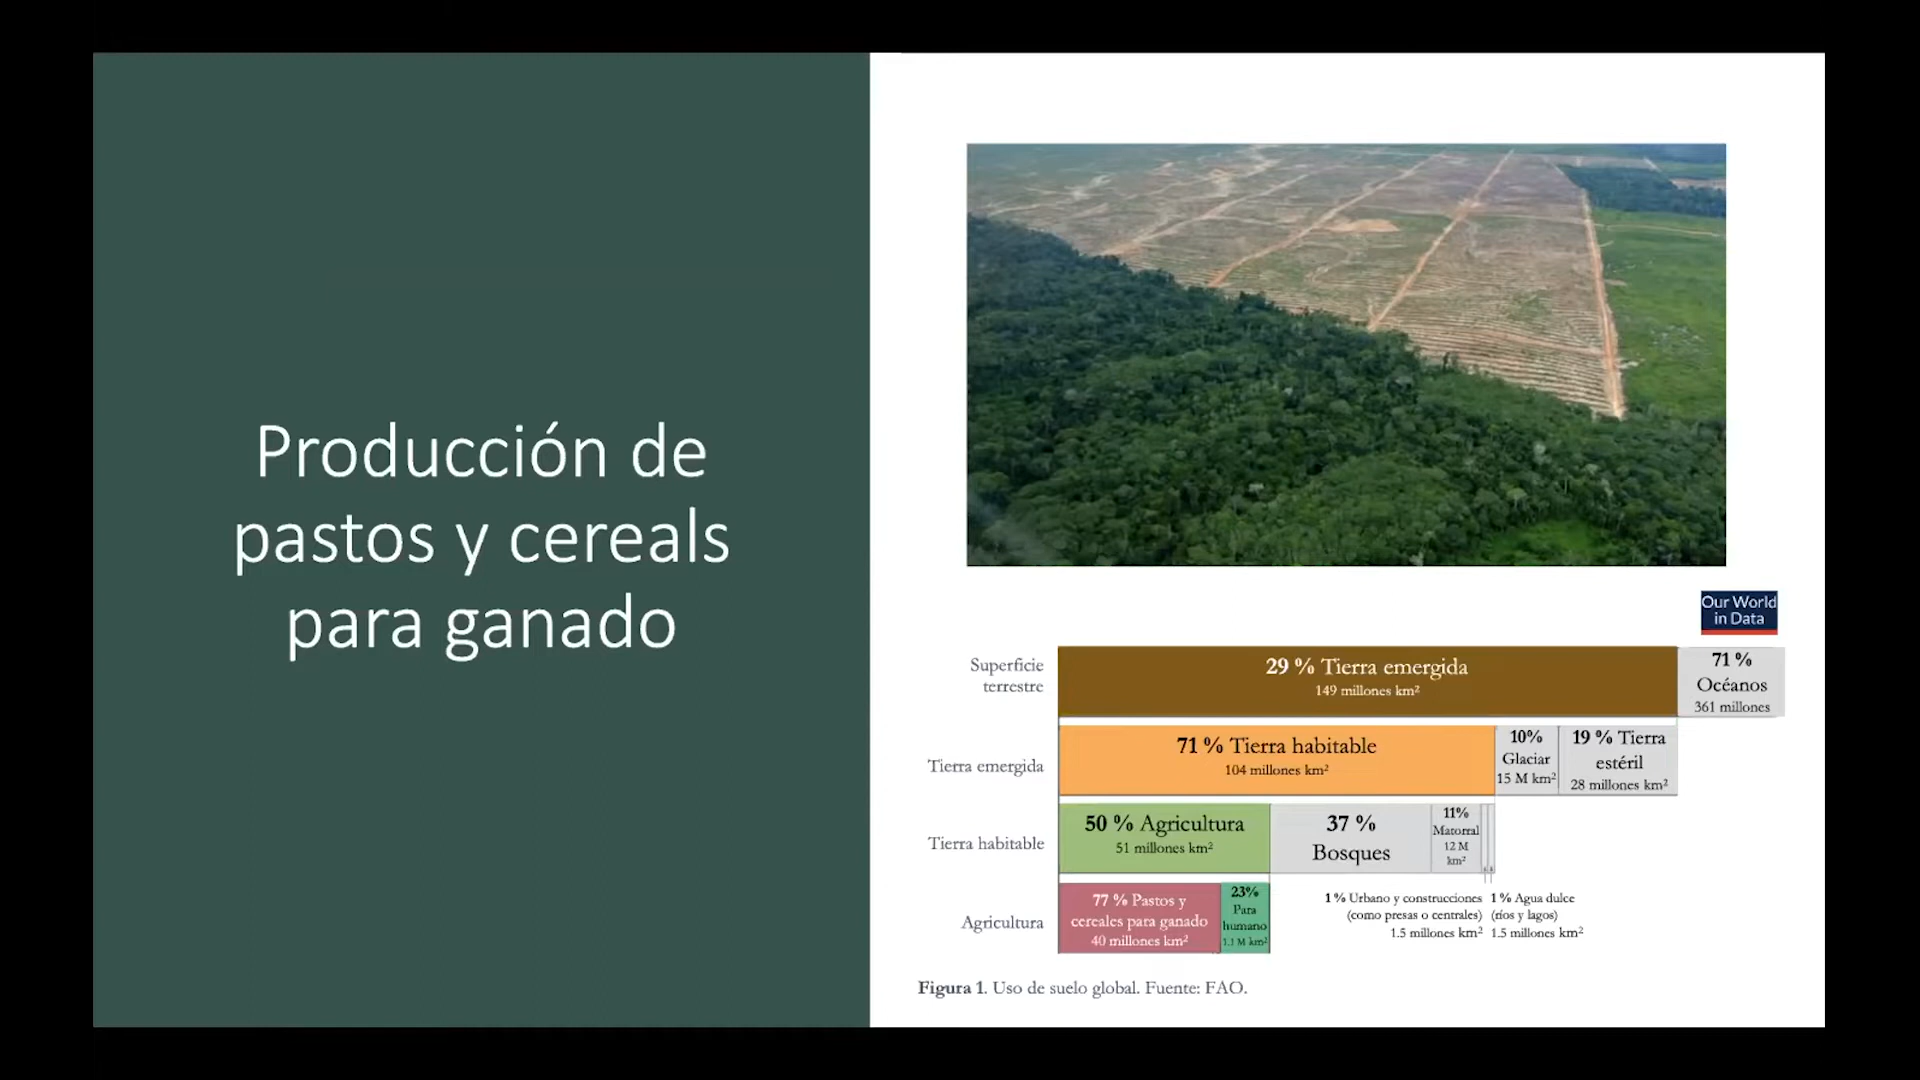 Producción de
pastos y cereals
para ganado
Our World
in Data
Superficie
terrestre
29 % Tierra emergida
149 millones km²
71 %
Océanos
361 millones
Tierra emergida
71 % Tierra habitable
104 millones km²
10%
Glaciar
15 M km²
19 % Tierra
estéril
28 millones km²
Tierra habitable
50 % Agricultura
51 millones km²
37 %
Bosques
11%
Matorral
12 M
km²
Agricultura
77 % Pastos y
cereales para ganado
40 millones km²
23%
Para
humano
1.1 M km²
1 % Urbano y construcciones
(como presas o centrales)
1.5 millones km²
1 % Agua dulce
(ríos y lagos)
1.5 millones km²
Figura 1. Uso de suelo global. Fuente: FAO.